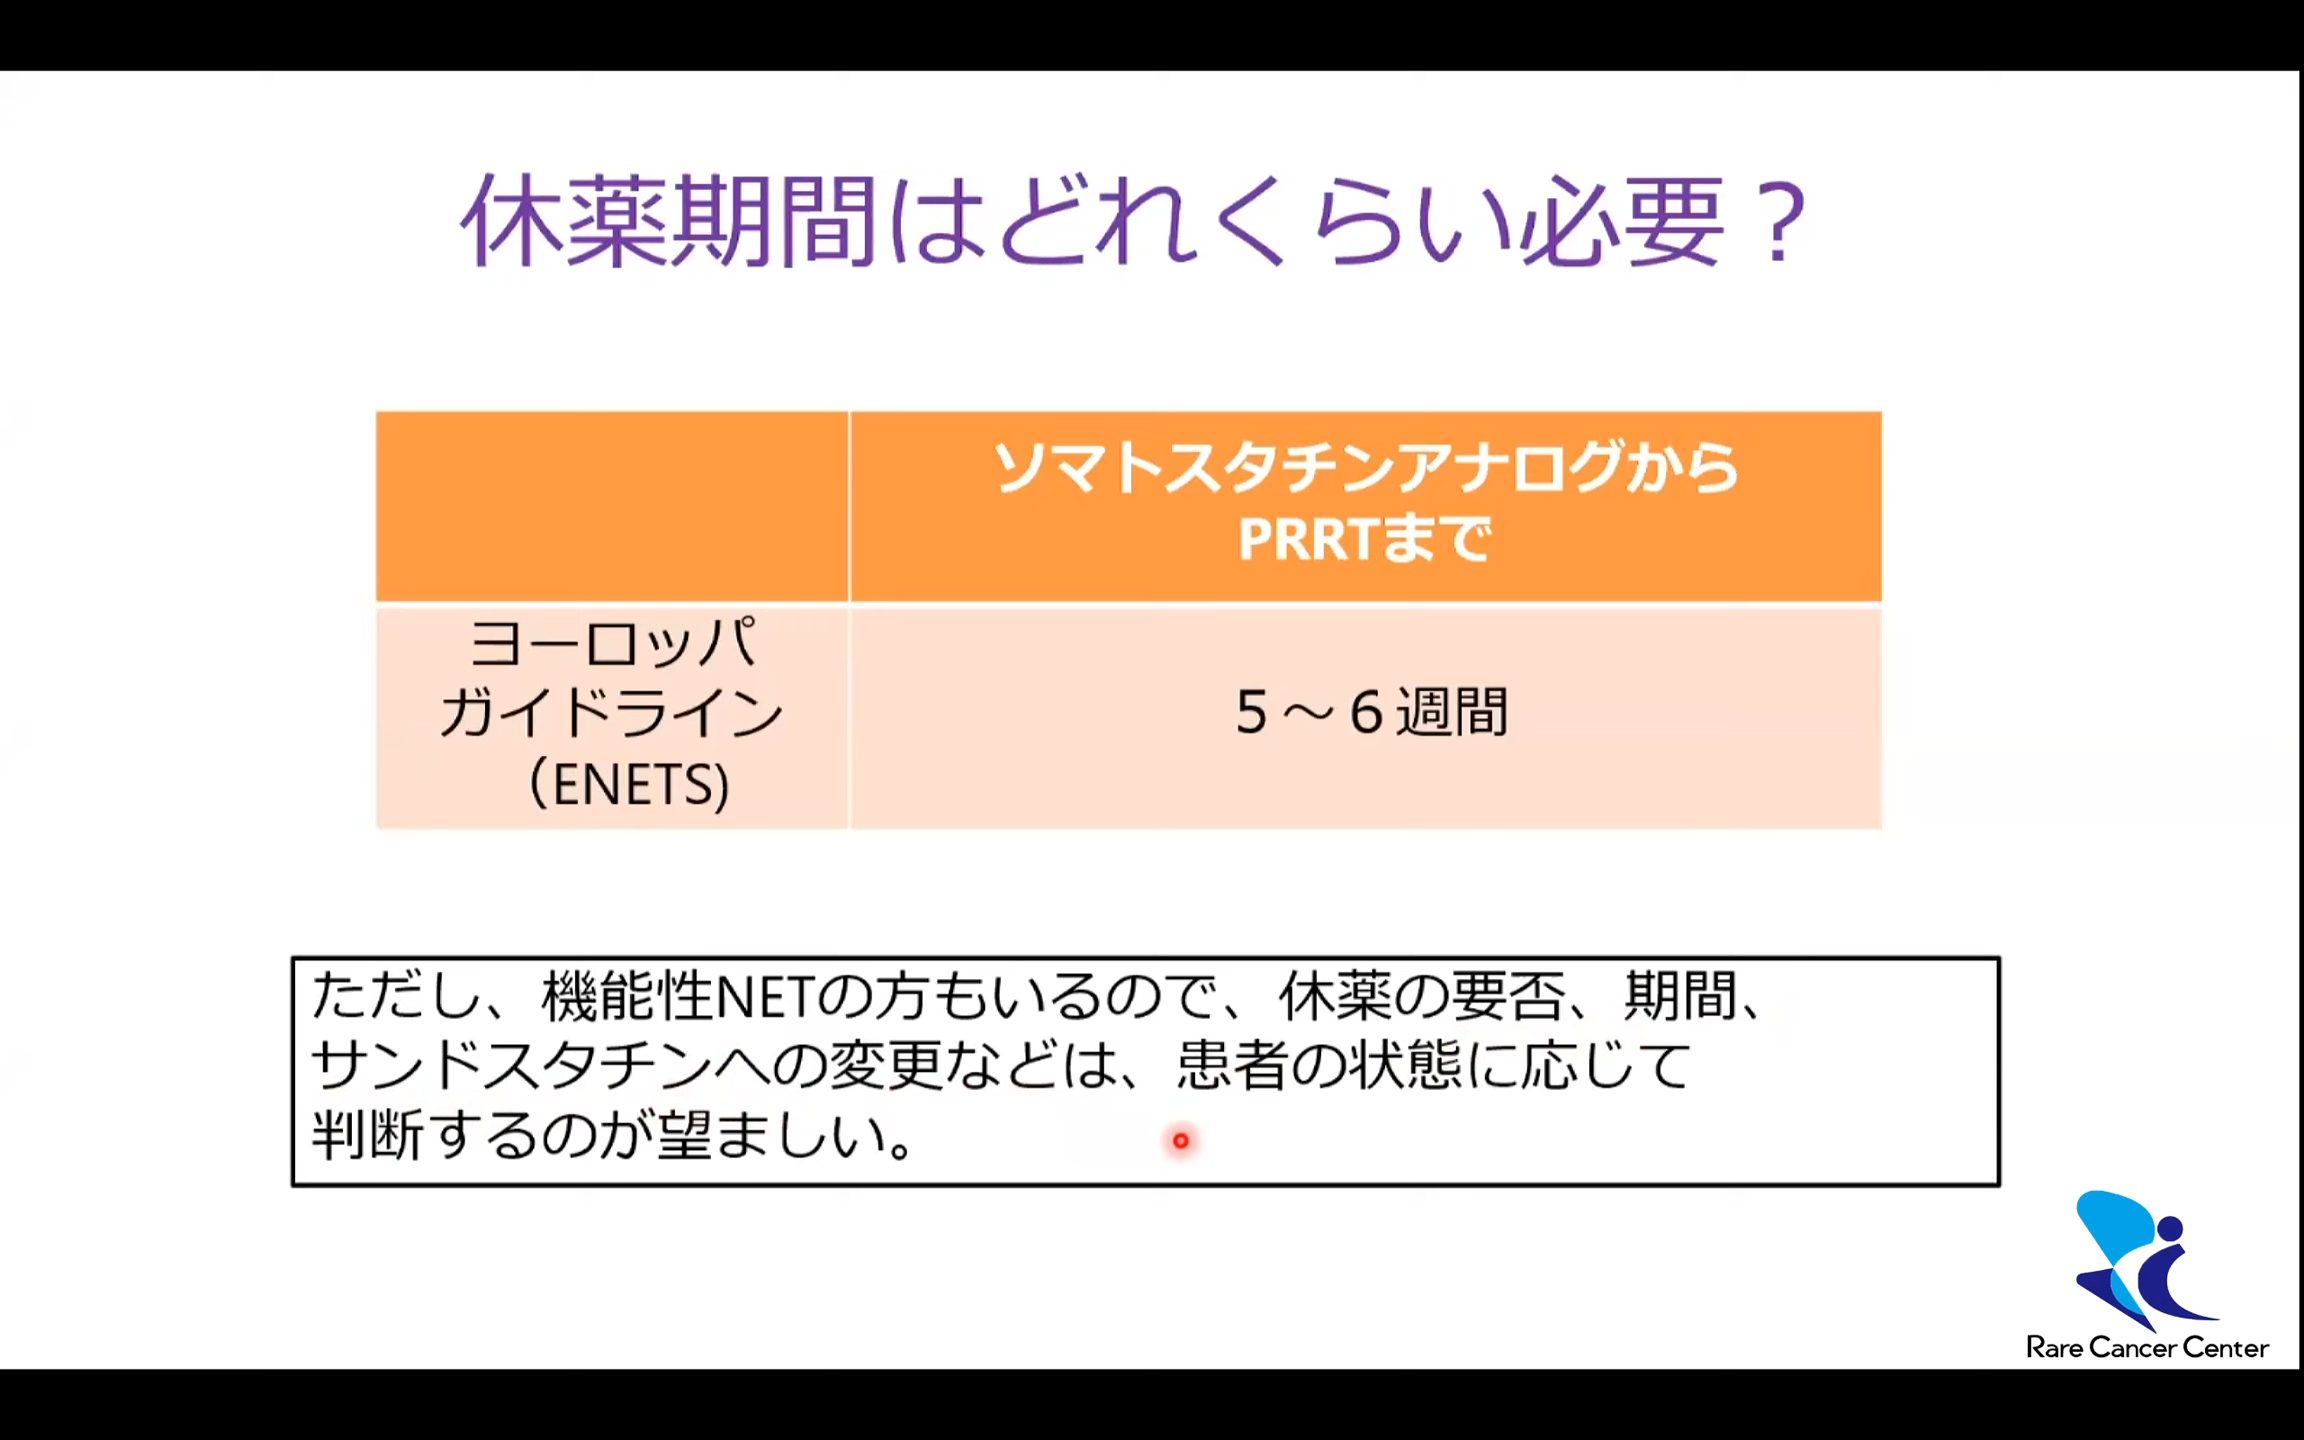 休薬期間はどれくらい必要？
ソマトスタチンアナログから
PRRTまで
ヨーロッパ
ガイドライン
（ENETS)
５～６週間
ただし、機能性NETの方もいるので、休薬の要否、期間、
サンドスタチンへの変更などは、患者の状態に応じて
判断するのが望ましい。
Rare Cancer Center